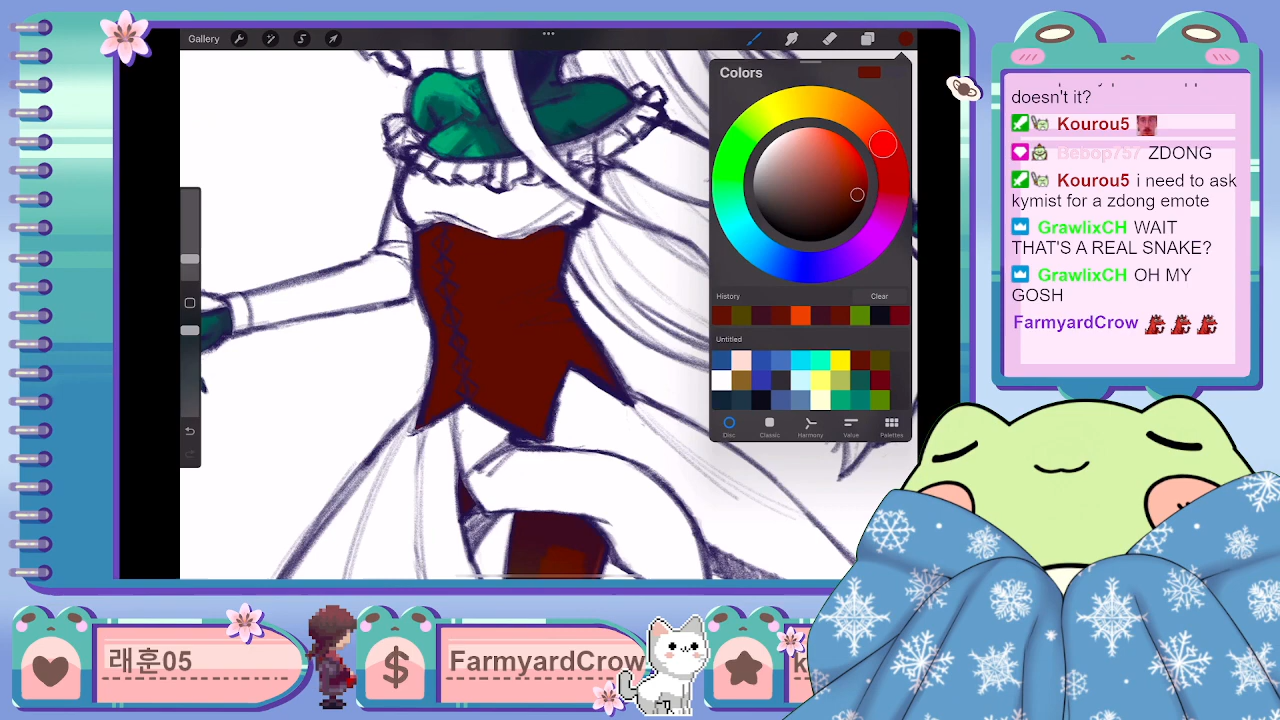 Gallery
Colors
History
Clear
Untitled
Disc
Classic
Harmony
Value
Palettes
doesn't it?
Kourou5
Bebop757 ZDONG
Kourou5 i need to ask
kymist for a zdong emote
GrawlixCH WAIT
THAT'S A REAL SNAKE?
GrawlixCH OH MY
GOSH
FarmyardCrow
래훈05
FarmyardCrow